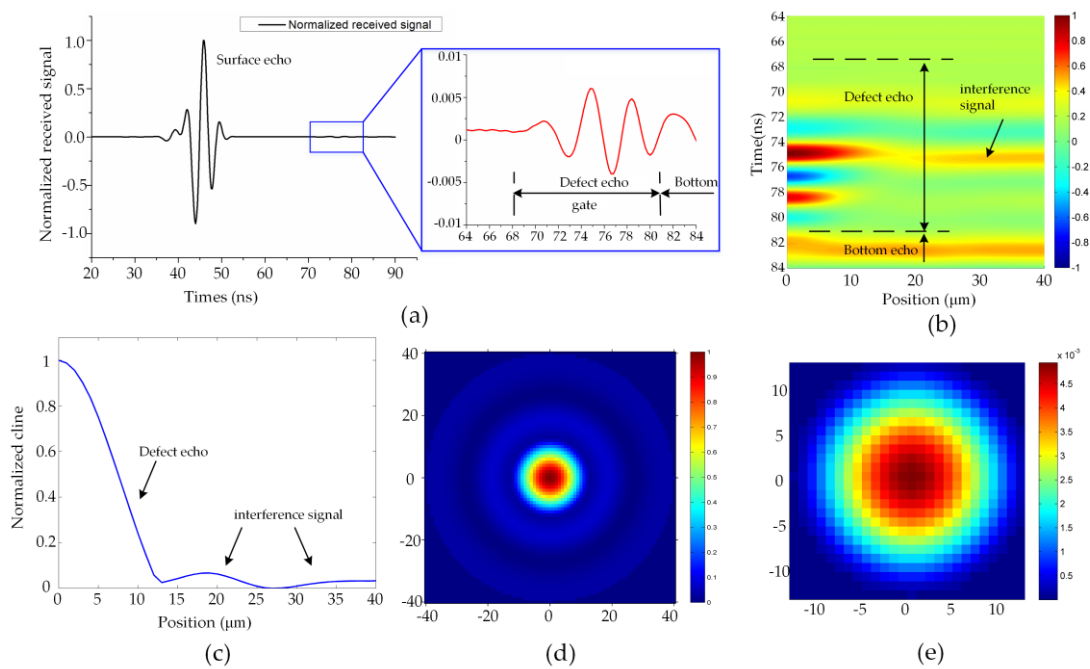 Normalized received signal
Normalized received signal
Surface echo
1.0
0.5
0.0
-0.5
-1.0
20 30 40 50 60 70 80 90
Times (ns)
0.01
0.005
0
-0.005
-0.01
Defect echo
gate
Bottom
64 66 68 70 72 74 76 78 80 82 84
(a)
64
68
72
76
78
80
82
84
Time(ns)
Defect echo
interference
signal
Bottom echo
0 10 20 30 40
Position (μm)
1
0.8
0.6
0.4
0.2
0
-0.2
-0.4
-0.6
-0.8
-1
(b)
Normalized cline
1
0.8
0.6
0.4
0.2
0
Defect echo
interference signal
0 5 10 15 20 25 30 35 40
Position (μm)
(c)
40
20
0
-20
-40
-40 -20 0 20 40
1
0.9
0.8
0.7
0.6
0.5
0.4
0.3
0.2
0.1
0
(d)
10
5
0
-5
-10
-10 -5 0 5 10
x 10⁻³
4.5
4
3.5
3
2.5
2
1.5
1
0.5
(e)